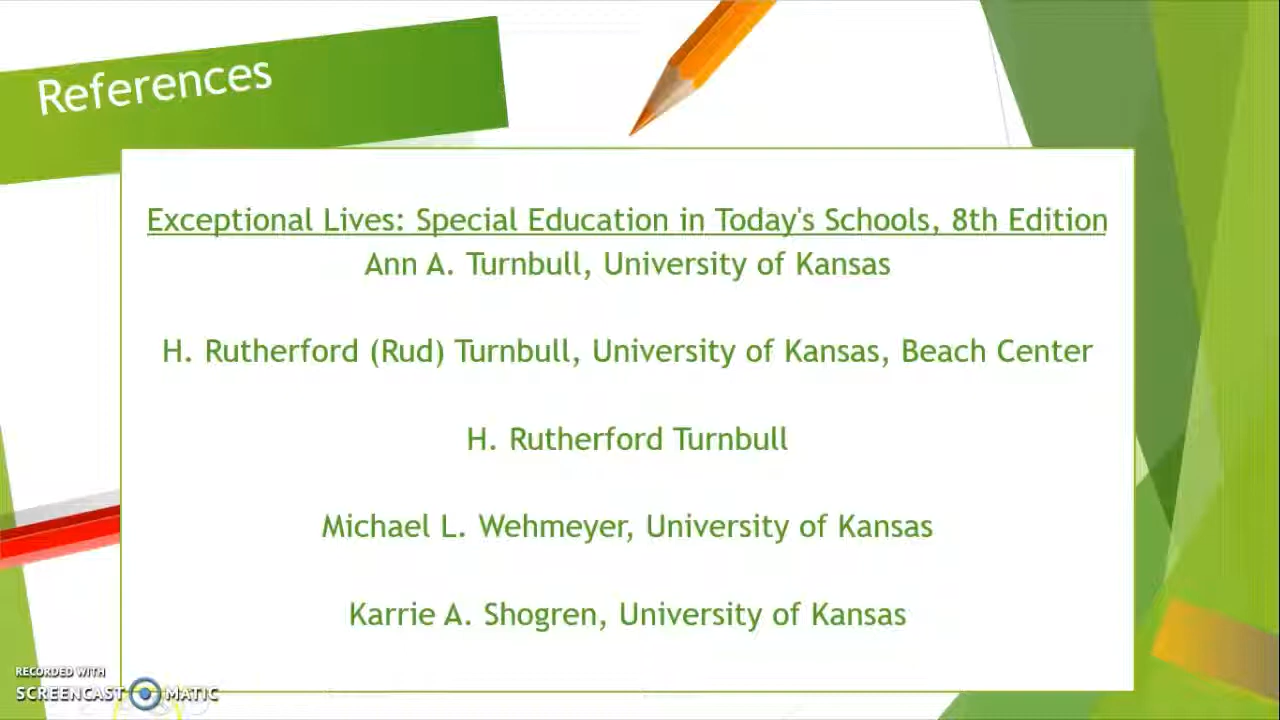 References
Exceptional Lives: Special Education in Today's Schools, 8th Edition
Ann A. Turnbull, University of Kansas
H. Rutherford (Rud) Turnbull, University of Kansas, Beach Center
H. Rutherford Turnbull
Michael L. Wehmeyer, University of Kansas
Karrie A. Shogren, University of Kansas
RECORDED WITH
SCREENCAST MATIC